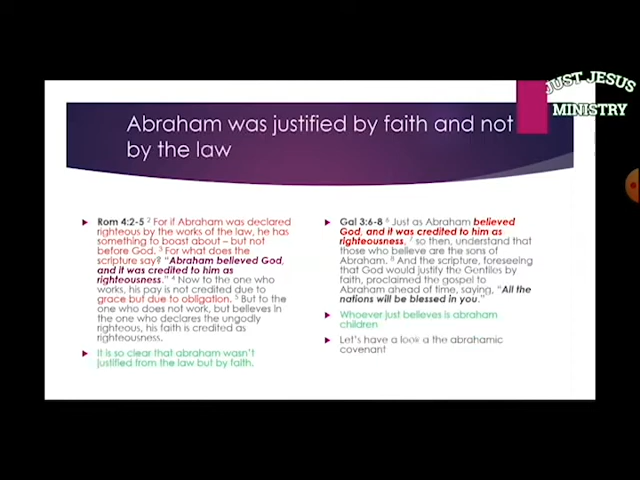 JUST JESUS
MINISTRY
Abraham was justified by faith and not
by the law
Rom 4:2-5 2 For if Abraham was declared
righteous by the works of the law, he has
something to boast about – but not
before God. 3 For what does the
scripture say? "Abraham believed God,
and it was credited to him as
righteousness." 4 Now to the one who
works, his pay is not credited due to
grace but due to obligation. 5 But to the
one who does not work, but believes in
the one who declares the ungodly
righteous, his faith is credited as
righteousness.
It is so clear that abraham wasn't
justified from the law but by faith.
Gal 3:6-8 6 Just as Abraham believed
God, and it was credited to him as
righteousness, 7 so then, understand that
those who believe are the sons of
Abraham. 8 And the scripture, foreseeing
that God would justify the Gentiles by
faith, proclaimed the gospel to
Abraham ahead of time, saying, "All the
nations will be blessed in you."
Whoever just believes is abraham
children
Let's have a look a the abrahamic
covenant